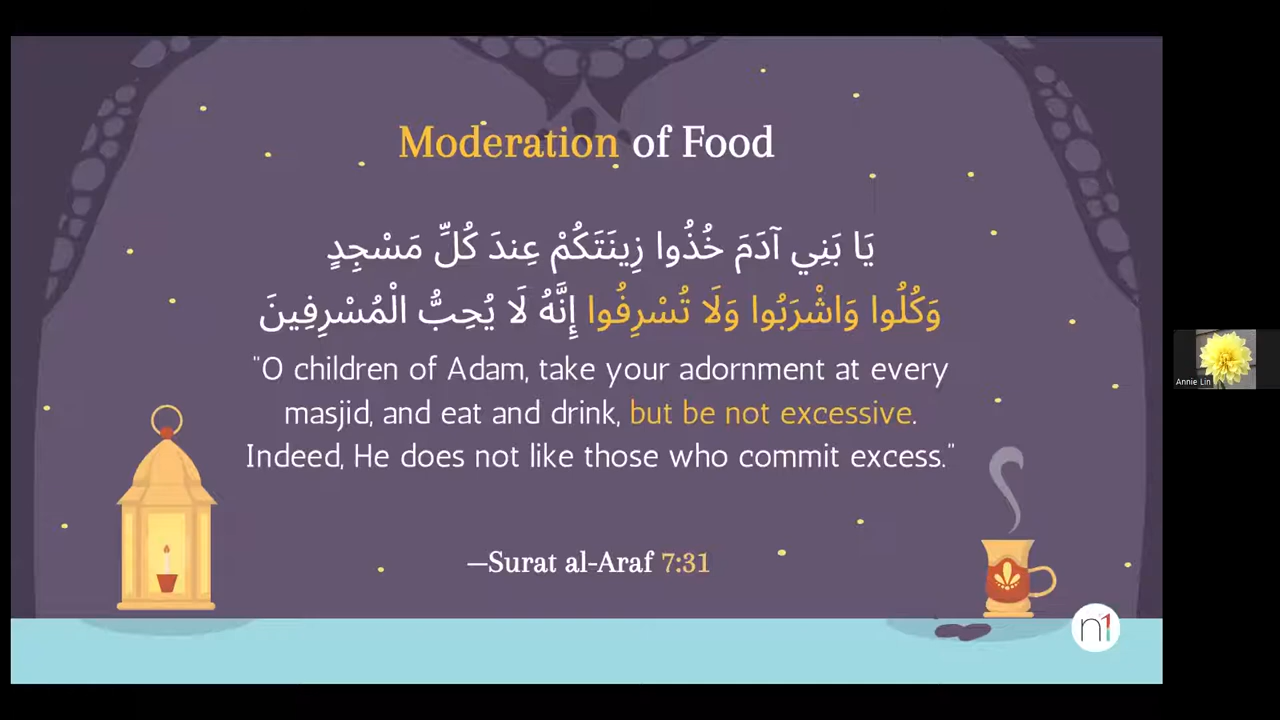 Moderation of Food
يَا بَنِي آدَمَ خُذُوا زِينَتَكُمْ عِندَ كُلِّ مَسْجِدٍ
وَكُلُوا وَاشْرَبُوا وَلَا تُسْرِفُوا إِنَّهُ لَا يُحِبُّ الْمُسْرِفِينَ
"O children of Adam, take your adornment at every
masjid, and eat and drink, but be not excessive.
Indeed, He does not like those who commit excess."
—Surat al-Araf 7:31
n1
Annie Lin